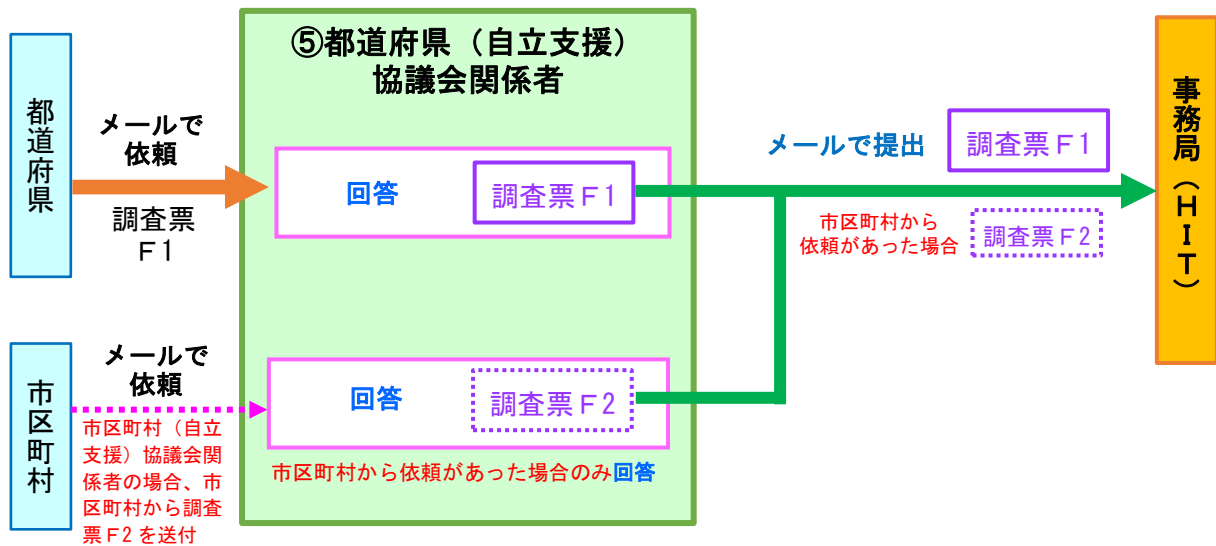 都道府県
メールで
依頼
調査票
F1
⑤都道府県（自立支援）
協議会関係者
回答
調査票F1
メールで提出
調査票F1
市区町村から
依頼があった場合
調査票F2
事務局（HIT）
市区町村
メールで
依頼
市区町村（自立
支援）協議会関
係者の場合、市
区町村から調査
票F2を送付
回答
調査票F2
市区町村から依頼があった場合のみ回答